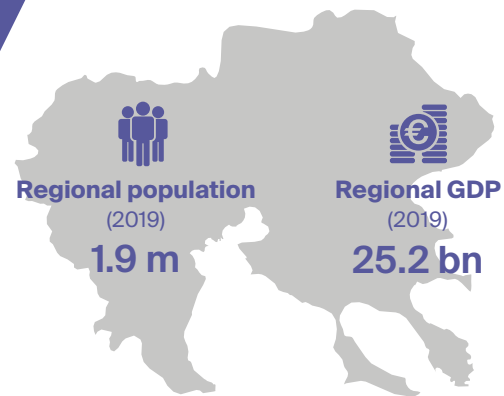 Regional population
(2019)
1.9 m
€
Regional GDP
(2019)
25.2 bn